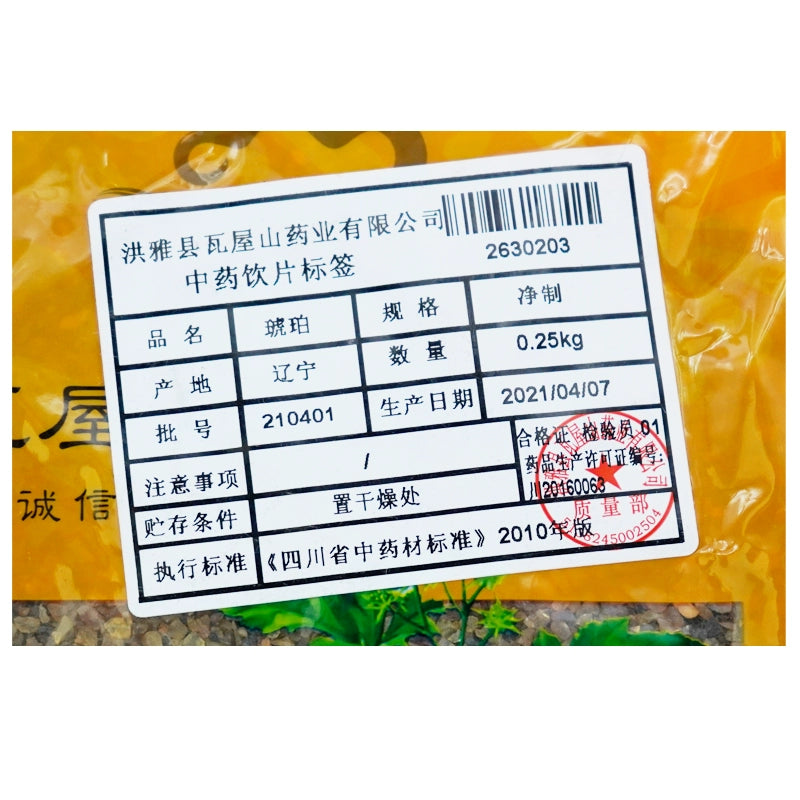 洪雅县瓦屋山药业有限公司
中药饮片标签
2630203
品名 琥珀 规格 净制
产地 辽宁 数量 0.25kg
批号 210401 生产日期 2021/04/07
注意事项 /
合格证 检验员 01
药品生产许可证编号:
川20160063
贮存条件 置干燥处
执行标准 《四川省中药材标准》2010年版
质量部
屋
诚信